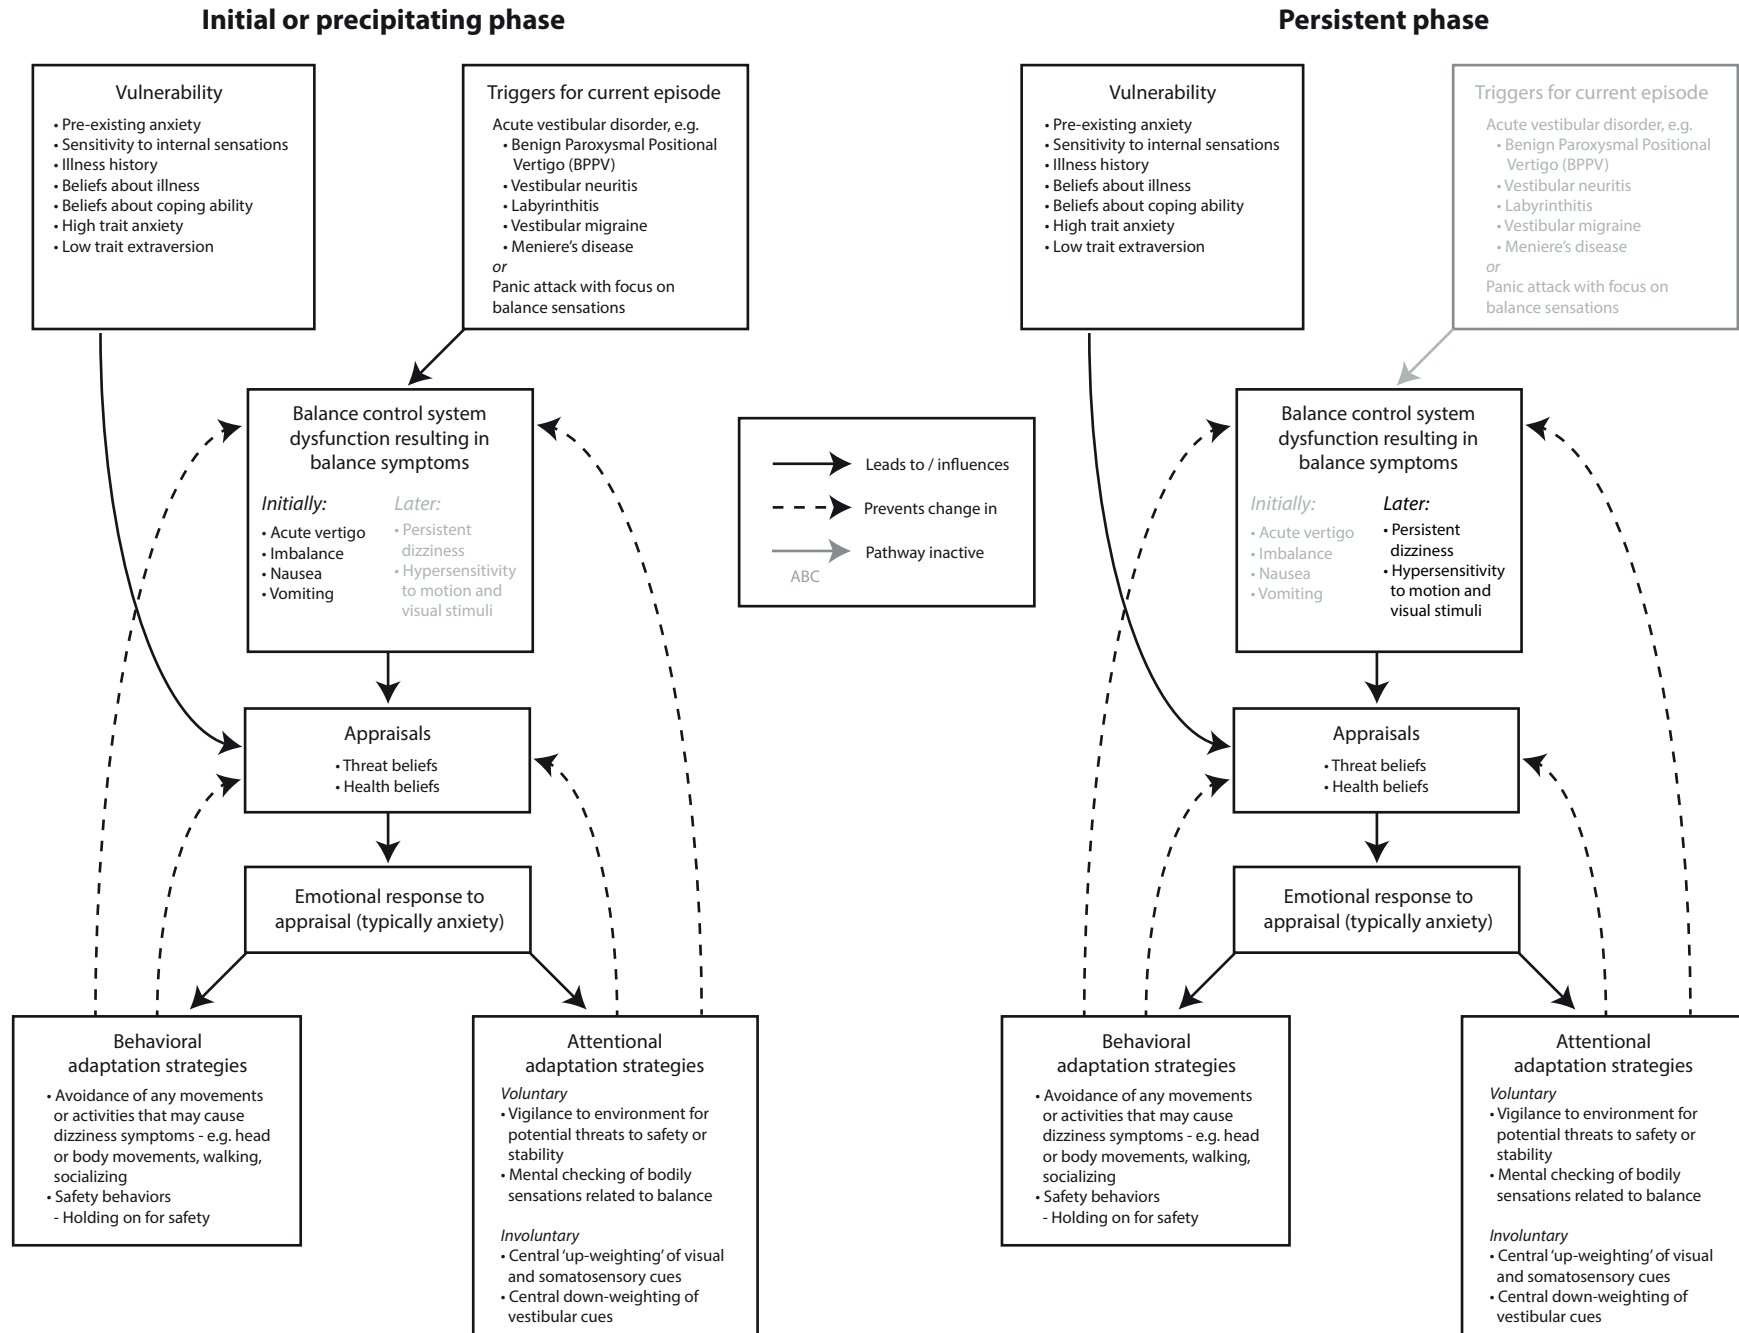 Initial or precipitating phase
Vulnerability
• Pre-existing anxiety
• Sensitivity to internal sensations
• Illness history
• Beliefs about illness
• Beliefs about coping ability
• High trait anxiety
• Low trait extraversion
Triggers for current episode
Acute vestibular disorder, e.g.
• Benign Paroxysmal Positional
Vertigo (BPPV)
• Vestibular neuritis
• Labyrinthitis
• Vestibular migraine
• Meniere's disease
or
Panic attack with focus on
balance sensations
Balance control system
dysfunction resulting in
balance symptoms
Initially:
• Acute vertigo
• Imbalance
• Nausea
• Vomiting
Later:
• Persistent
dizziness
• Hypersensitivity
to motion and
visual stimuli
Appraisals
• Threat beliefs
• Health beliefs
Emotional response to
appraisal (typically anxiety)
Behavioral
adaptation strategies
• Avoidance of any movements
or activities that may cause
dizziness symptoms - e.g. head
or body movements, walking,
socializing
• Safety behaviors
- Holding on for safety
Attentional
adaptation strategies
Voluntary
• Vigilance to environment for
potential threats to safety or
stability
• Mental checking of bodily
sensations related to balance
Involuntary
• Central 'up-weighting' of visual
and somatosensory cues
• Central down-weighting of
vestibular cues
Leads to / influences
Prevents change in
Pathway inactive
ABC
Persistent phase
Vulnerability
• Pre-existing anxiety
• Sensitivity to internal sensations
• Illness history
• Beliefs about illness
• Beliefs about coping ability
• High trait anxiety
• Low trait extraversion
Triggers for current episode
Acute vestibular disorder, e.g.
• Benign Paroxysmal Positional
Vertigo (BPPV)
• Vestibular neuritis
• Labyrinthitis
• Vestibular migraine
• Meniere's disease
or
Panic attack with focus on
balance sensations
Balance control system
dysfunction resulting in
balance symptoms
Initially:
• Acute vertigo
• Imbalance
• Nausea
• Vomiting
Later:
• Persistent
dizziness
• Hypersensitivity
to motion and
visual stimuli
Appraisals
• Threat beliefs
• Health beliefs
Emotional response to
appraisal (typically anxiety)
Behavioral
adaptation strategies
• Avoidance of any movements
or activities that may cause
dizziness symptoms - e.g. head
or body movements, walking,
socializing
• Safety behaviors
- Holding on for safety
Attentional
adaptation strategies
Voluntary
• Vigilance to environment for
potential threats to safety or
stability
• Mental checking of bodily
sensations related to balance
Involuntary
• Central 'up-weighting' of visual
and somatosensory cues
• Central down-weighting of
vestibular cues